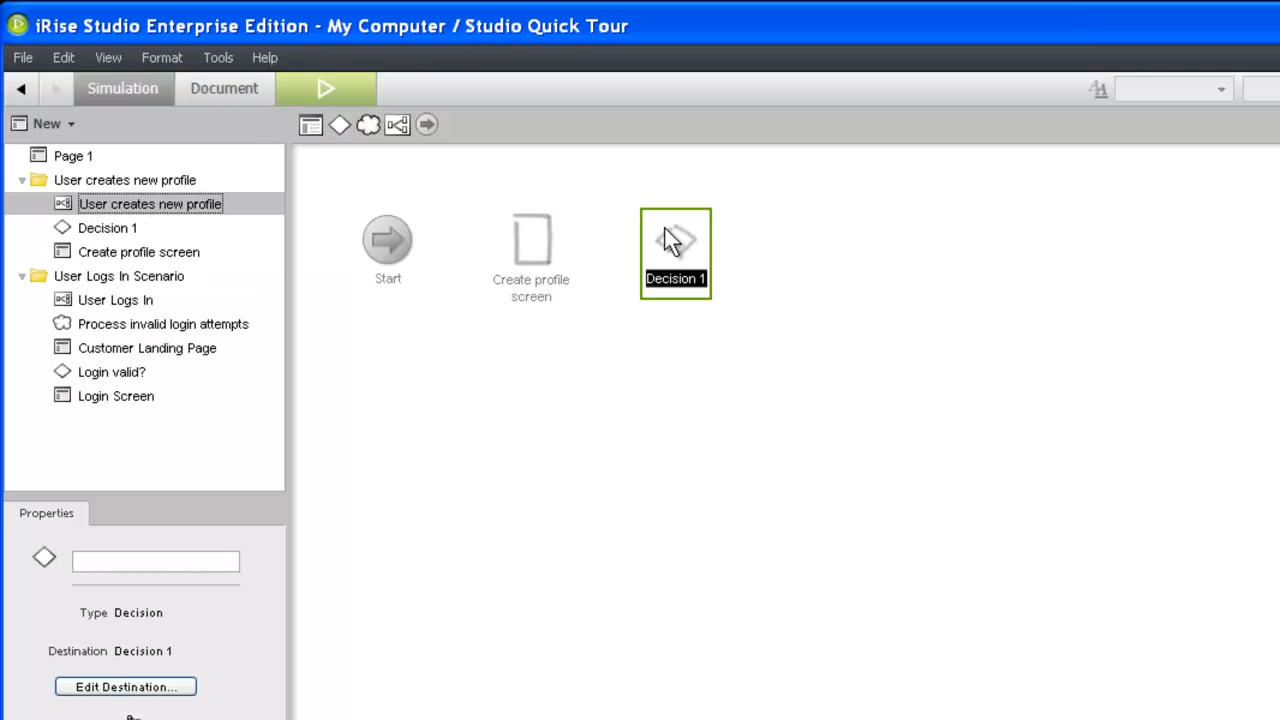 iRise Studio Enterprise Edition - My Computer / Studio Quick Tour
File Edit View Format Tools Help
Simulation Document
New
Page 1
User creates new profile
User creates new profile
Decision 1
Create profile screen
User Logs In Scenario
User Logs In
Process invalid login attempts
Customer Landing Page
Login valid?
Login Screen
Start
Create profile
screen
Decision 1
Properties
Type Decision
Destination Decision 1
Edit Destination...